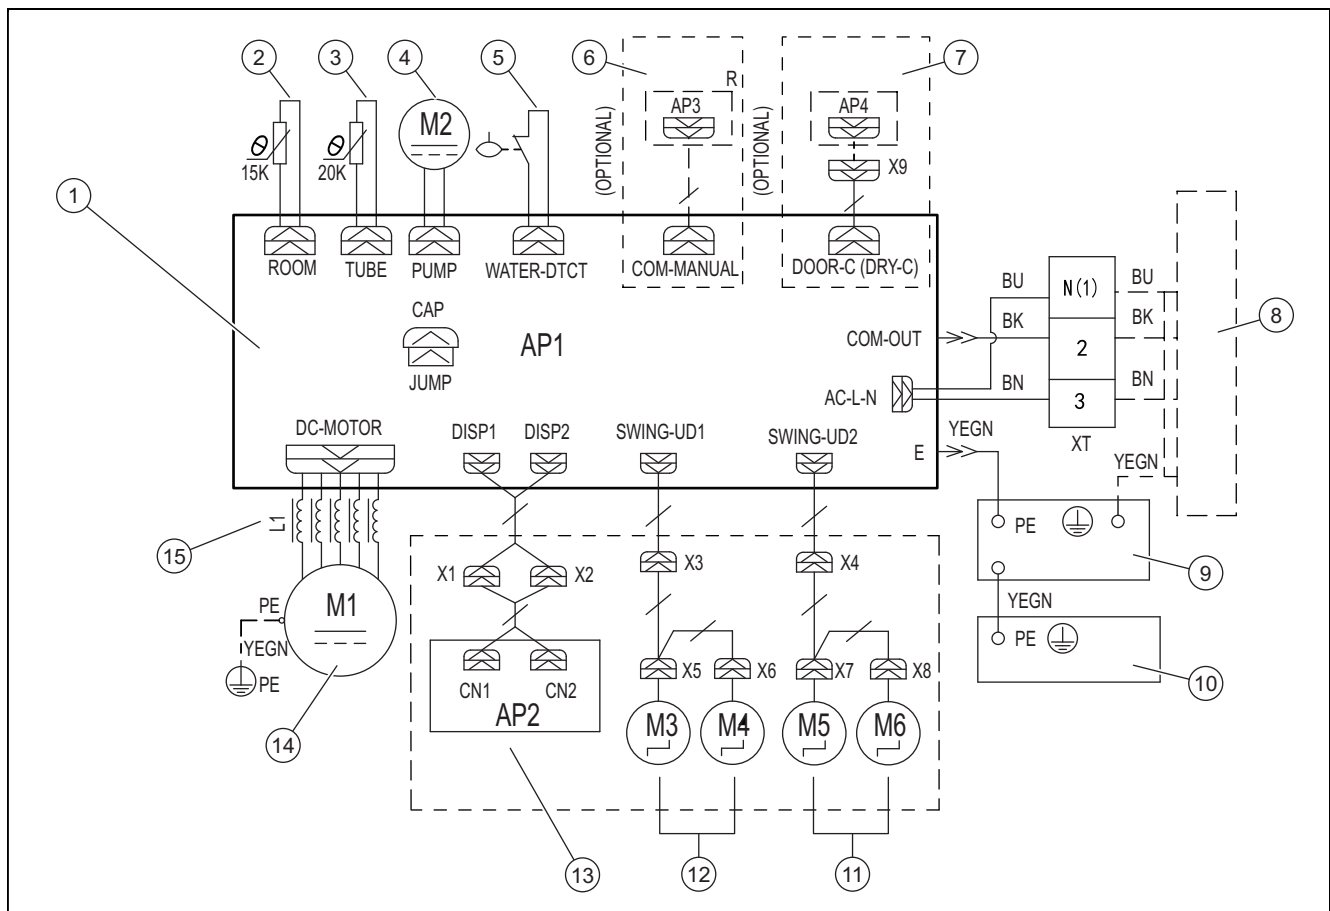 2
3
4
5
6
7
R
AP3
AP4
M2
(OPTIONAL)
(OPTIONAL)
θ
15K
θ
20K
X9
1
ROOM
TUBE
PUMP
WATER-DTCT
COM-MANUAL
DOOR-C (DRY-C)
BU
N(1)
BU
CAP
BK
BK
8
COM-OUT
AP1
2
JUMP
BN
BN
AC-L-N
3
DC-MOTOR
DISP1
DISP2
SWING-UD1
SWING-UD2
YEGN
XT
E
YEGN
L1
15
PE
X1
X2
X3
X4
9
M1
PE
YEGN
YEGN
PE
PE
X5
X6
X7
X8
10
CN1
CN2
AP2
M3
M4
M5
M6
14
13
12
11